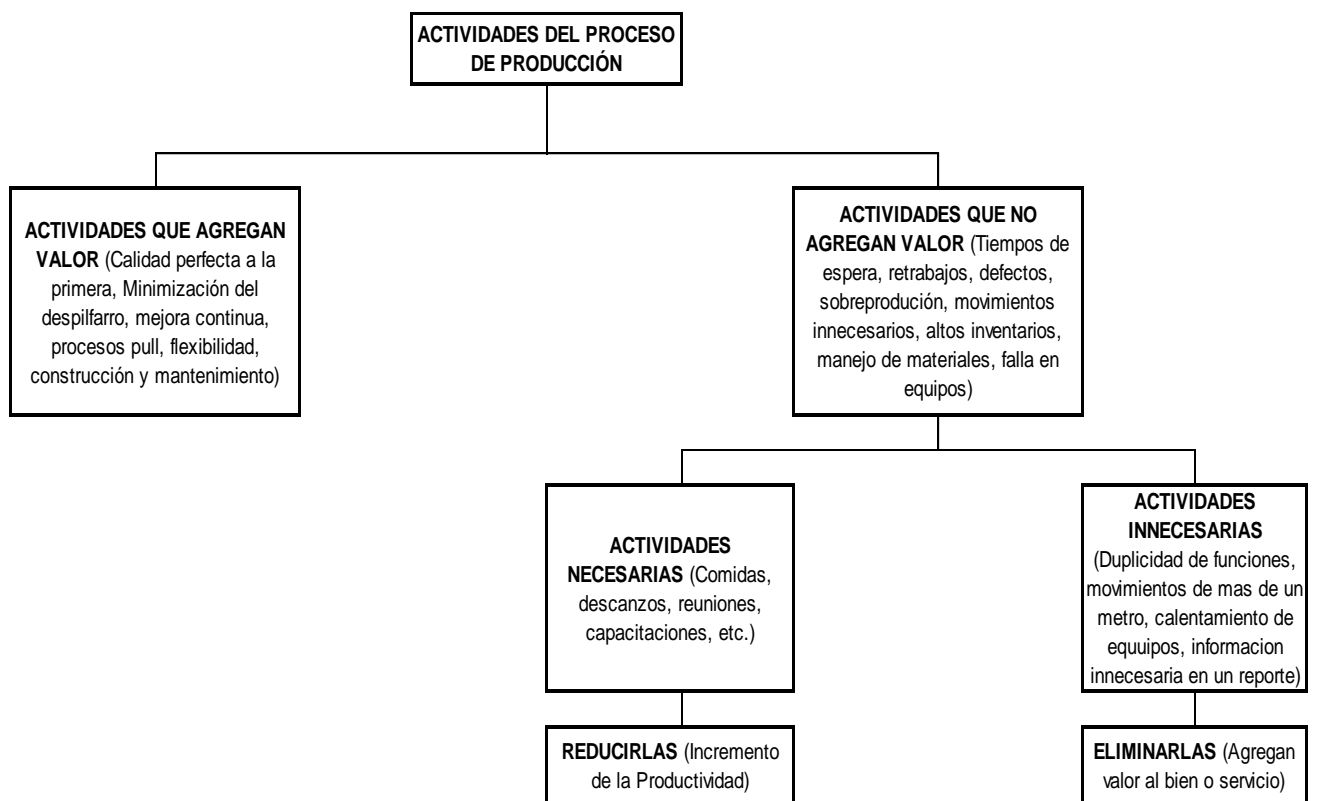 ACTIVIDADES DEL PROCESO
DE PRODUCCIÓN
ACTIVIDADES QUE AGREGAN
VALOR (Calidad perfecta a la
primera, Minimización del
despilfarro, mejora continua,
procesos pull, flexibilidad,
construcción y mantenimiento)
ACTIVIDADES QUE NO
AGREGAN VALOR (Tiempos de
espera, retrabajos, defectos,
sobreprodución, movimientos
innecesarios, altos inventarios,
manejo de materiales, falla en
equipos)
ACTIVIDADES
NECESARIAS (Comidas,
descanzos, reuniones,
capacitaciones, etc.)
ACTIVIDADES
INNECESARIAS
(Duplicidad de funciones,
movimientos de mas de un
metro, calentamiento de
equuipos, informacion
innecesaria en un reporte)
REDUCIRLAS (Incremento
de la Productividad)
ELIMINARLAS (Agregan
valor al bien o servicio)